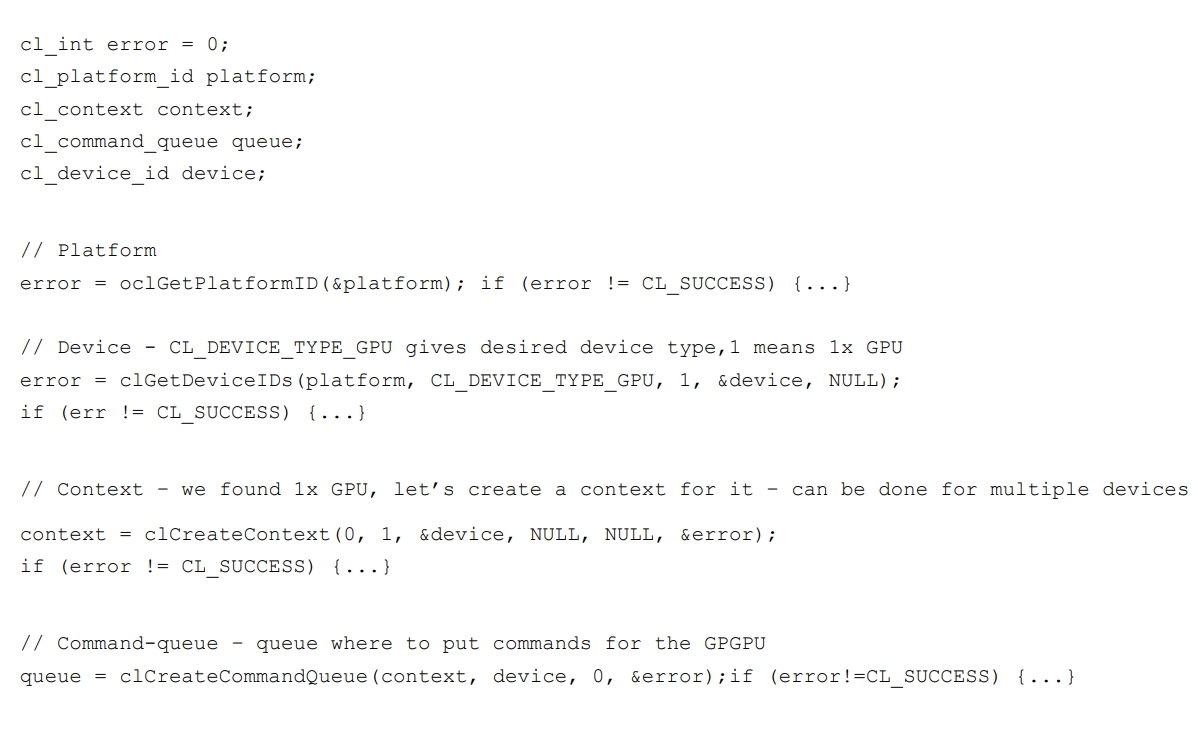 cl_int error = 0;
cl_platform_id platform;
cl_context context;
cl_command_queue queue;
cl_device_id device;
// Platform
error = oclGetPlatformID(&platform); if (error != CL_SUCCESS) {...}
// Device - CL_DEVICE_TYPE_GPU gives desired device type,1 means 1x GPU
error = clGetDeviceIDs(platform, CL_DEVICE_TYPE_GPU, 1, &device, NULL);
if (err != CL_SUCCESS) {...}
// Context – we found 1x GPU, let’s create a context for it – can be done for multiple devices
context = clCreateContext(0, 1, &device, NULL, NULL, &error);
if (error != CL_SUCCESS) {...}
// Command-queue – queue where to put commands for the GPGPU
queue = clCreateCommandQueue(context, device, 0, &error);if (error!=CL_SUCCESS) {...}